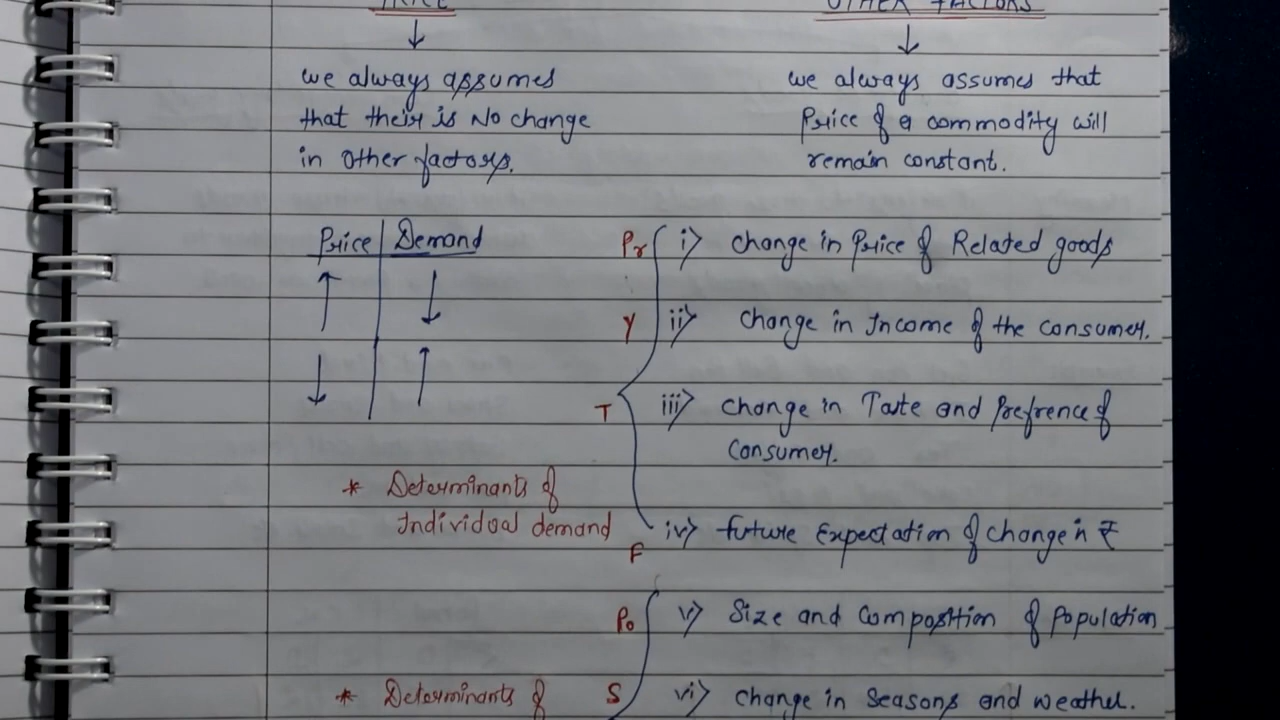 PRICE
OTHER FACTORS
↓
↓
we always assumes
that their is No change
in Other factors.
we always assumes that
Price of a commodity will
remain constant.
Price | Demand
↑ ↓
↓ ↑
Pr i) change in Price of Related goods
Y ii) change in Income of the consumer.
T iii) change in Taste and Prefrence of
consumer.
* Determinants of
Individual demand
F iv) future Expectation of change in ₹
Po v) Size and Composition of Population
* Determinants of
S vi) change in seasons and weather.